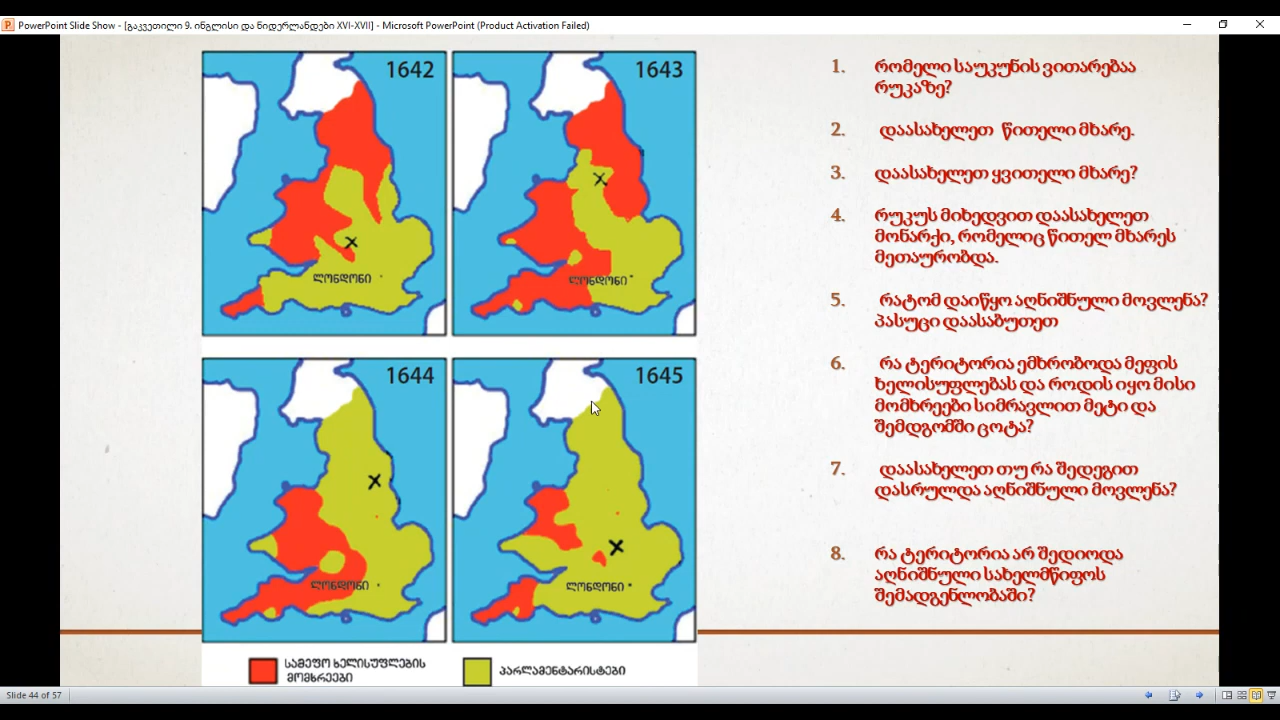 PowerPoint Slide Show - [გაკვეთილი 9. ინგლისი და ნიდერლანდები XVI-XVII] - Microsoft PowerPoint (Product Activation Failed)
1642
ლონდონი
1643
ლონდონი
1644
ლონდონი
1645
ლონდონი
სამეფო ხელისუფლების
მომხრეები
პარლამენტარისტები
1. რომელი საუკუნის ვითარებაა
რუკაზე?
2. დაასახელეთ წითელი მხარე.
3. დაასახელეთ ყვითელი მხარე?
4. რუკუს მიხედვით დაასახელეთ
მონარქი, რომელიც წითელ მხარეს
მეთაურობდა.
5. რატომ დაიწყო აღნიშნული მოვლენა?
პასუცი დაასაბუთეთ
6. რა ტერიტორია ემხრობოდა მეფის
ხელისუფლებას და როდის იყო მისი
მომხრეები სიმრავლით მეტი და
შემდგომში ცოტა?
7. დაასახელეთ თუ რა შედეგით
დასრულდა აღნიშნული მოვლენა?
8. რა ტერიტორია არ შედიოდა
აღნიშნული სახელმწიფოს
შემადგენლობაში?
Slide 44 of 57